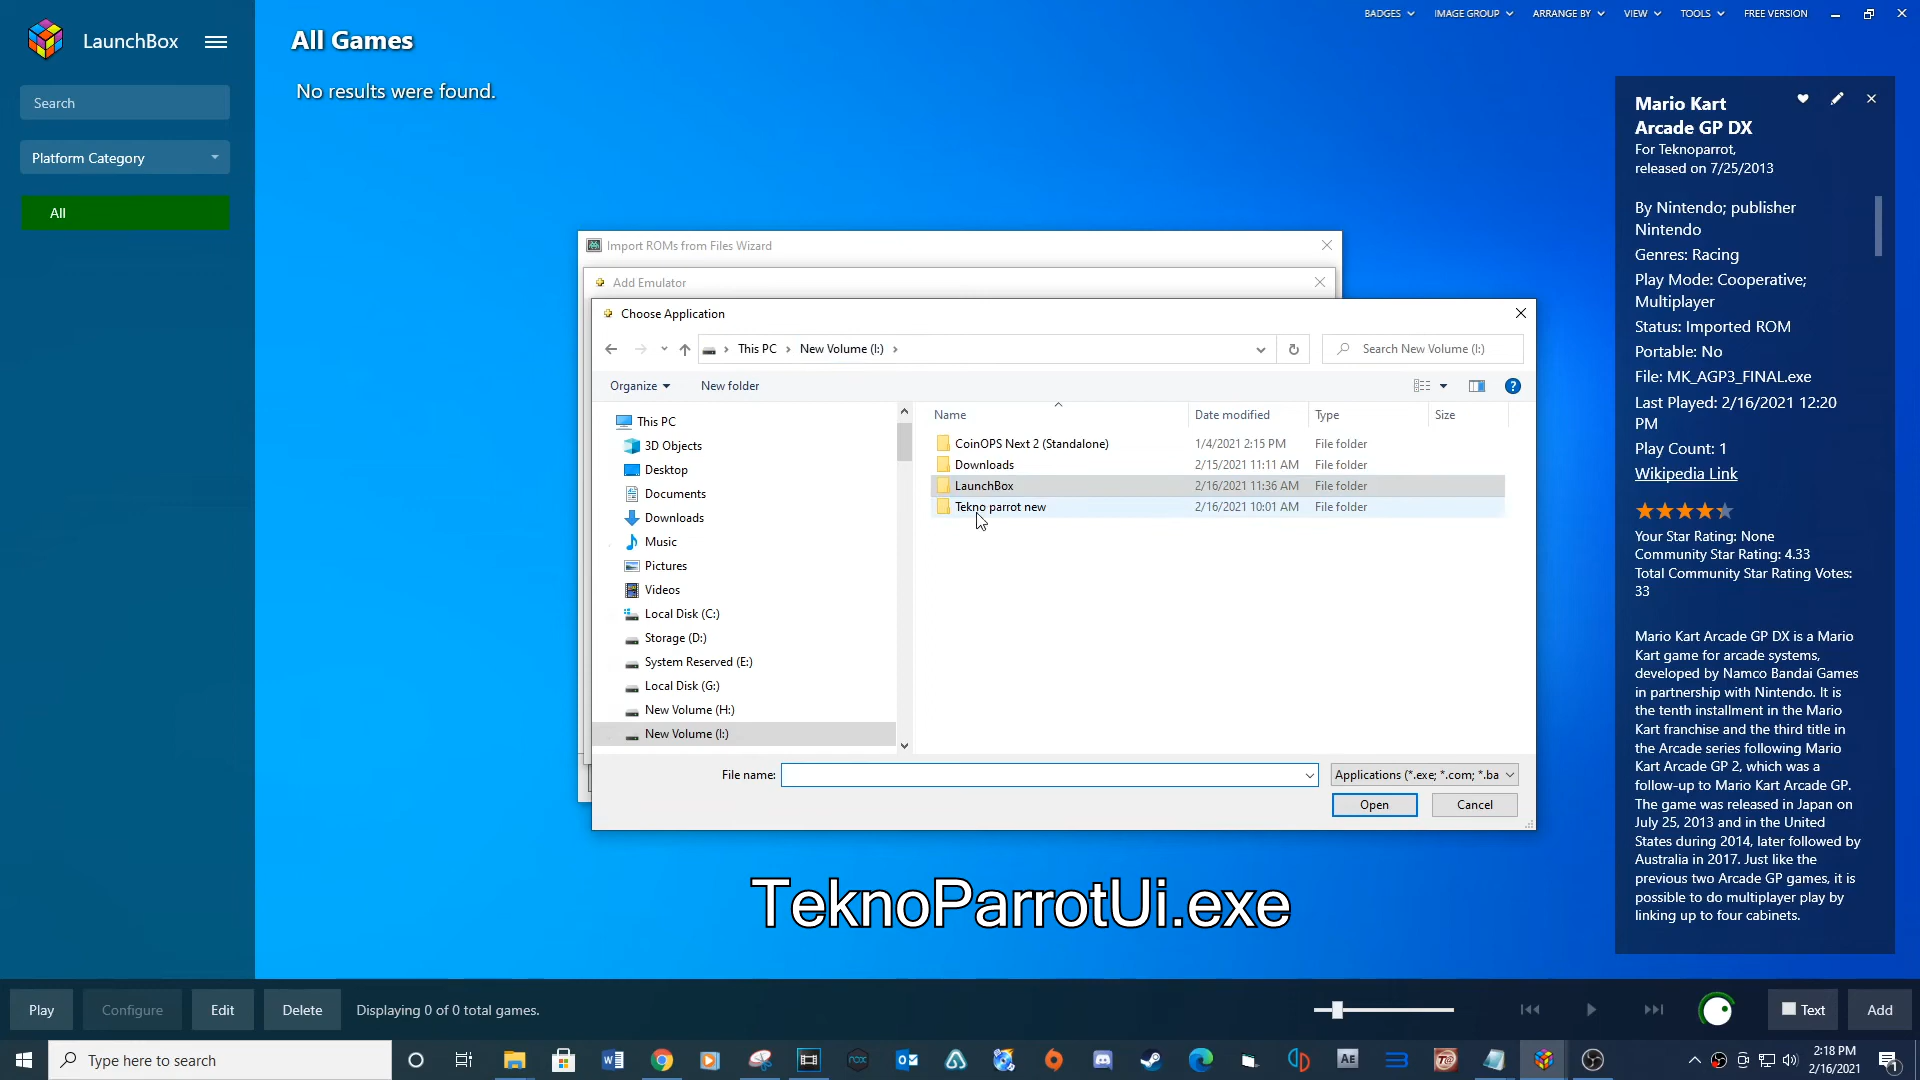 LaunchBox
Search
Platform Category
All
All Games
No results were found.
BADGES
IMAGE GROUP
ARRANGE BY
VIEW
TOOLS
FREE VERSION
Import ROMs from Files Wizard
Add Emulator
Choose Application
This PC
New Volume (I:)
Search New Volume (I:)
Organize
New folder
This PC
3D Objects
Desktop
Documents
Downloads
Music
Pictures
Videos
Local Disk (C:)
Storage (D:)
System Reserved (E:)
Local Disk (G:)
New Volume (H:)
New Volume (I:)
Name Date modified Type Size
CoinOPS Next 2 (Standalone) 1/4/2021 2:15 PM File folder
Downloads 2/15/2021 11:11 AM File folder
LaunchBox 2/16/2021 11:36 AM File folder
Tekno parrot new 2/16/2021 10:01 AM File folder
File name:
Applications (*.exe; *.com; *.ba
Open
Cancel
TeknoParrotUi.exe
Mario Kart
Arcade GP DX
For Teknoparrot,
released on 7/25/2013
By Nintendo; publisher
Nintendo
Genres: Racing
Play Mode: Cooperative;
Multiplayer
Status: Imported ROM
Portable: No
File: MK_AGP3_FINAL.exe
Last Played: 2/16/2021 12:20
PM
Play Count: 1
Wikipedia Link
Your Star Rating: None
Community Star Rating: 4.33
Total Community Star Rating Votes:
33
Mario Kart Arcade GP DX is a Mario
Kart game for arcade systems,
developed by Namco Bandai Games
in partnership with Nintendo. It is
the tenth installment in the Mario
Kart franchise and the third title in
the Arcade series following Mario
Kart Arcade GP 2, which was a
follow-up to Mario Kart Arcade GP.
The game was released in Japan on
July 25, 2013 and in the United
States during 2014, later followed by
Australia in 2017. Just like the
previous two Arcade GP games, it is
possible to do multiplayer play by
linking up to four cabinets.
Play
Configure
Edit
Delete
Displaying 0 of 0 total games.
Text
Add
Type here to search
Ae
2:18 PM
2/16/2021
1